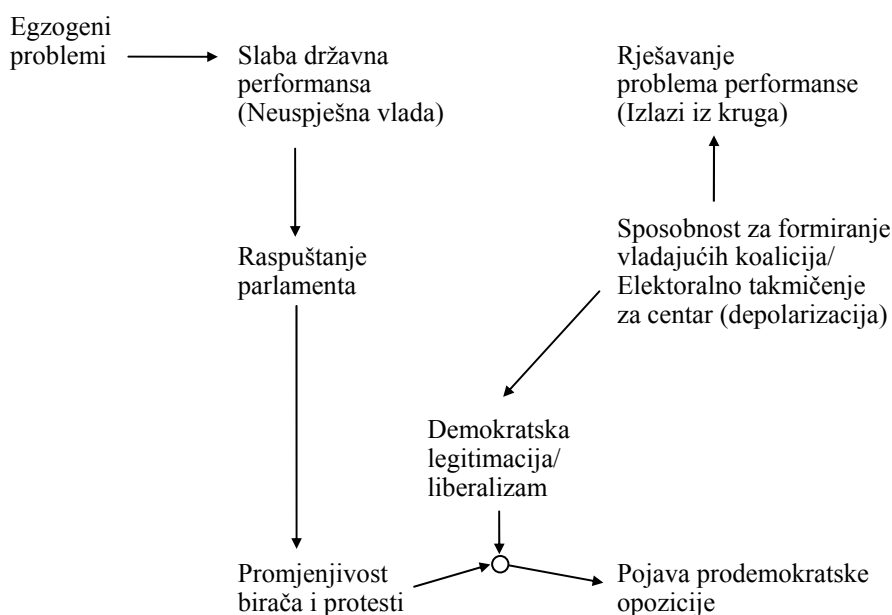 Egzogeni
problemi
Slaba državna
performansa
(Neuspješna vlada)
Rješavanje
problema performanse
(Izlazi iz kruga)
Raspuštanje
parlamenta
Sposobnost za formiranje
vladajućih koalicija/
Elektoralno takmičenje
za centar (depolarizacija)
Demokratska
legitimacija/
liberalizam
Promjenjivost
birača i protesti
Pojava prodemokratske
opozicije